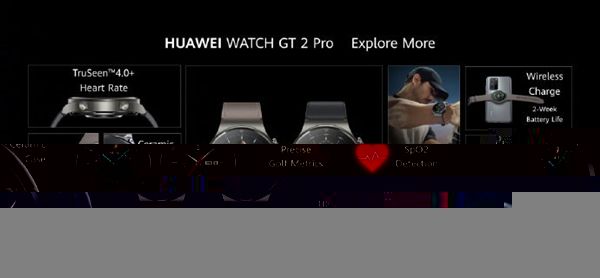 HUAWEI WATCH GT 2 Pro Explore More
TruSeen™4.0+
Heart Rate
Wireless
Charge
2-Week
Battery Life
Ceramic
Case
Precise
Golf Metrics
SpO2
Detection